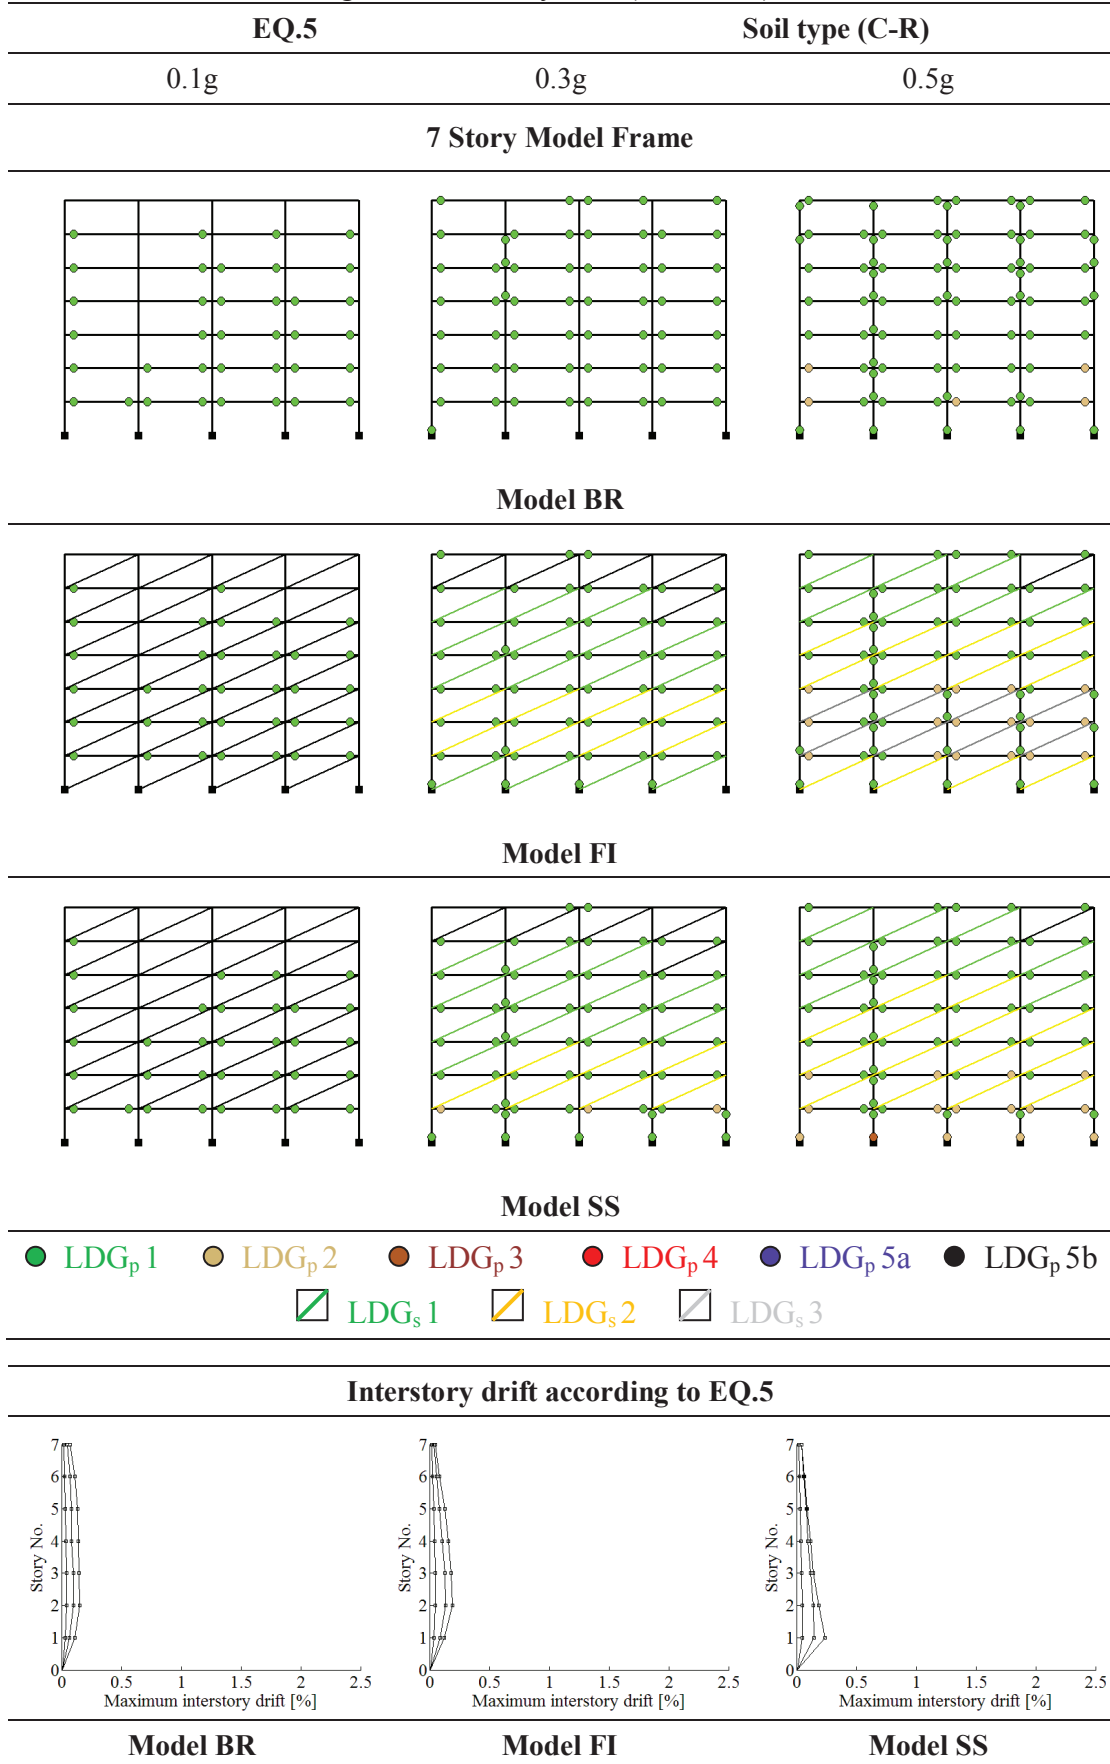 EQ.5 Soil type (C-R)
0.1g 0.3g 0.5g
7 Story Model Frame
Model BR
Model FI
Model SS
LDGp 1 LDGp 2 LDGp 3 LDGp 4 LDGp 5a LDGp 5b
LDGs 1 LDGs 2 LDGs 3
Interstory drift according to EQ.5
7
6
5
4
3
2
1
0
Story No.
0 0.5 1 1.5 2 2.5
Maximum interstory drift [%]
7
6
5
4
3
2
1
0
Story No.
0 0.5 1 1.5 2 2.5
Maximum interstory drift [%]
7
6
5
4
3
2
1
0
Story No.
0 0.5 1 1.5 2 2.5
Maximum interstory drift [%]
Model BR Model FI Model SS